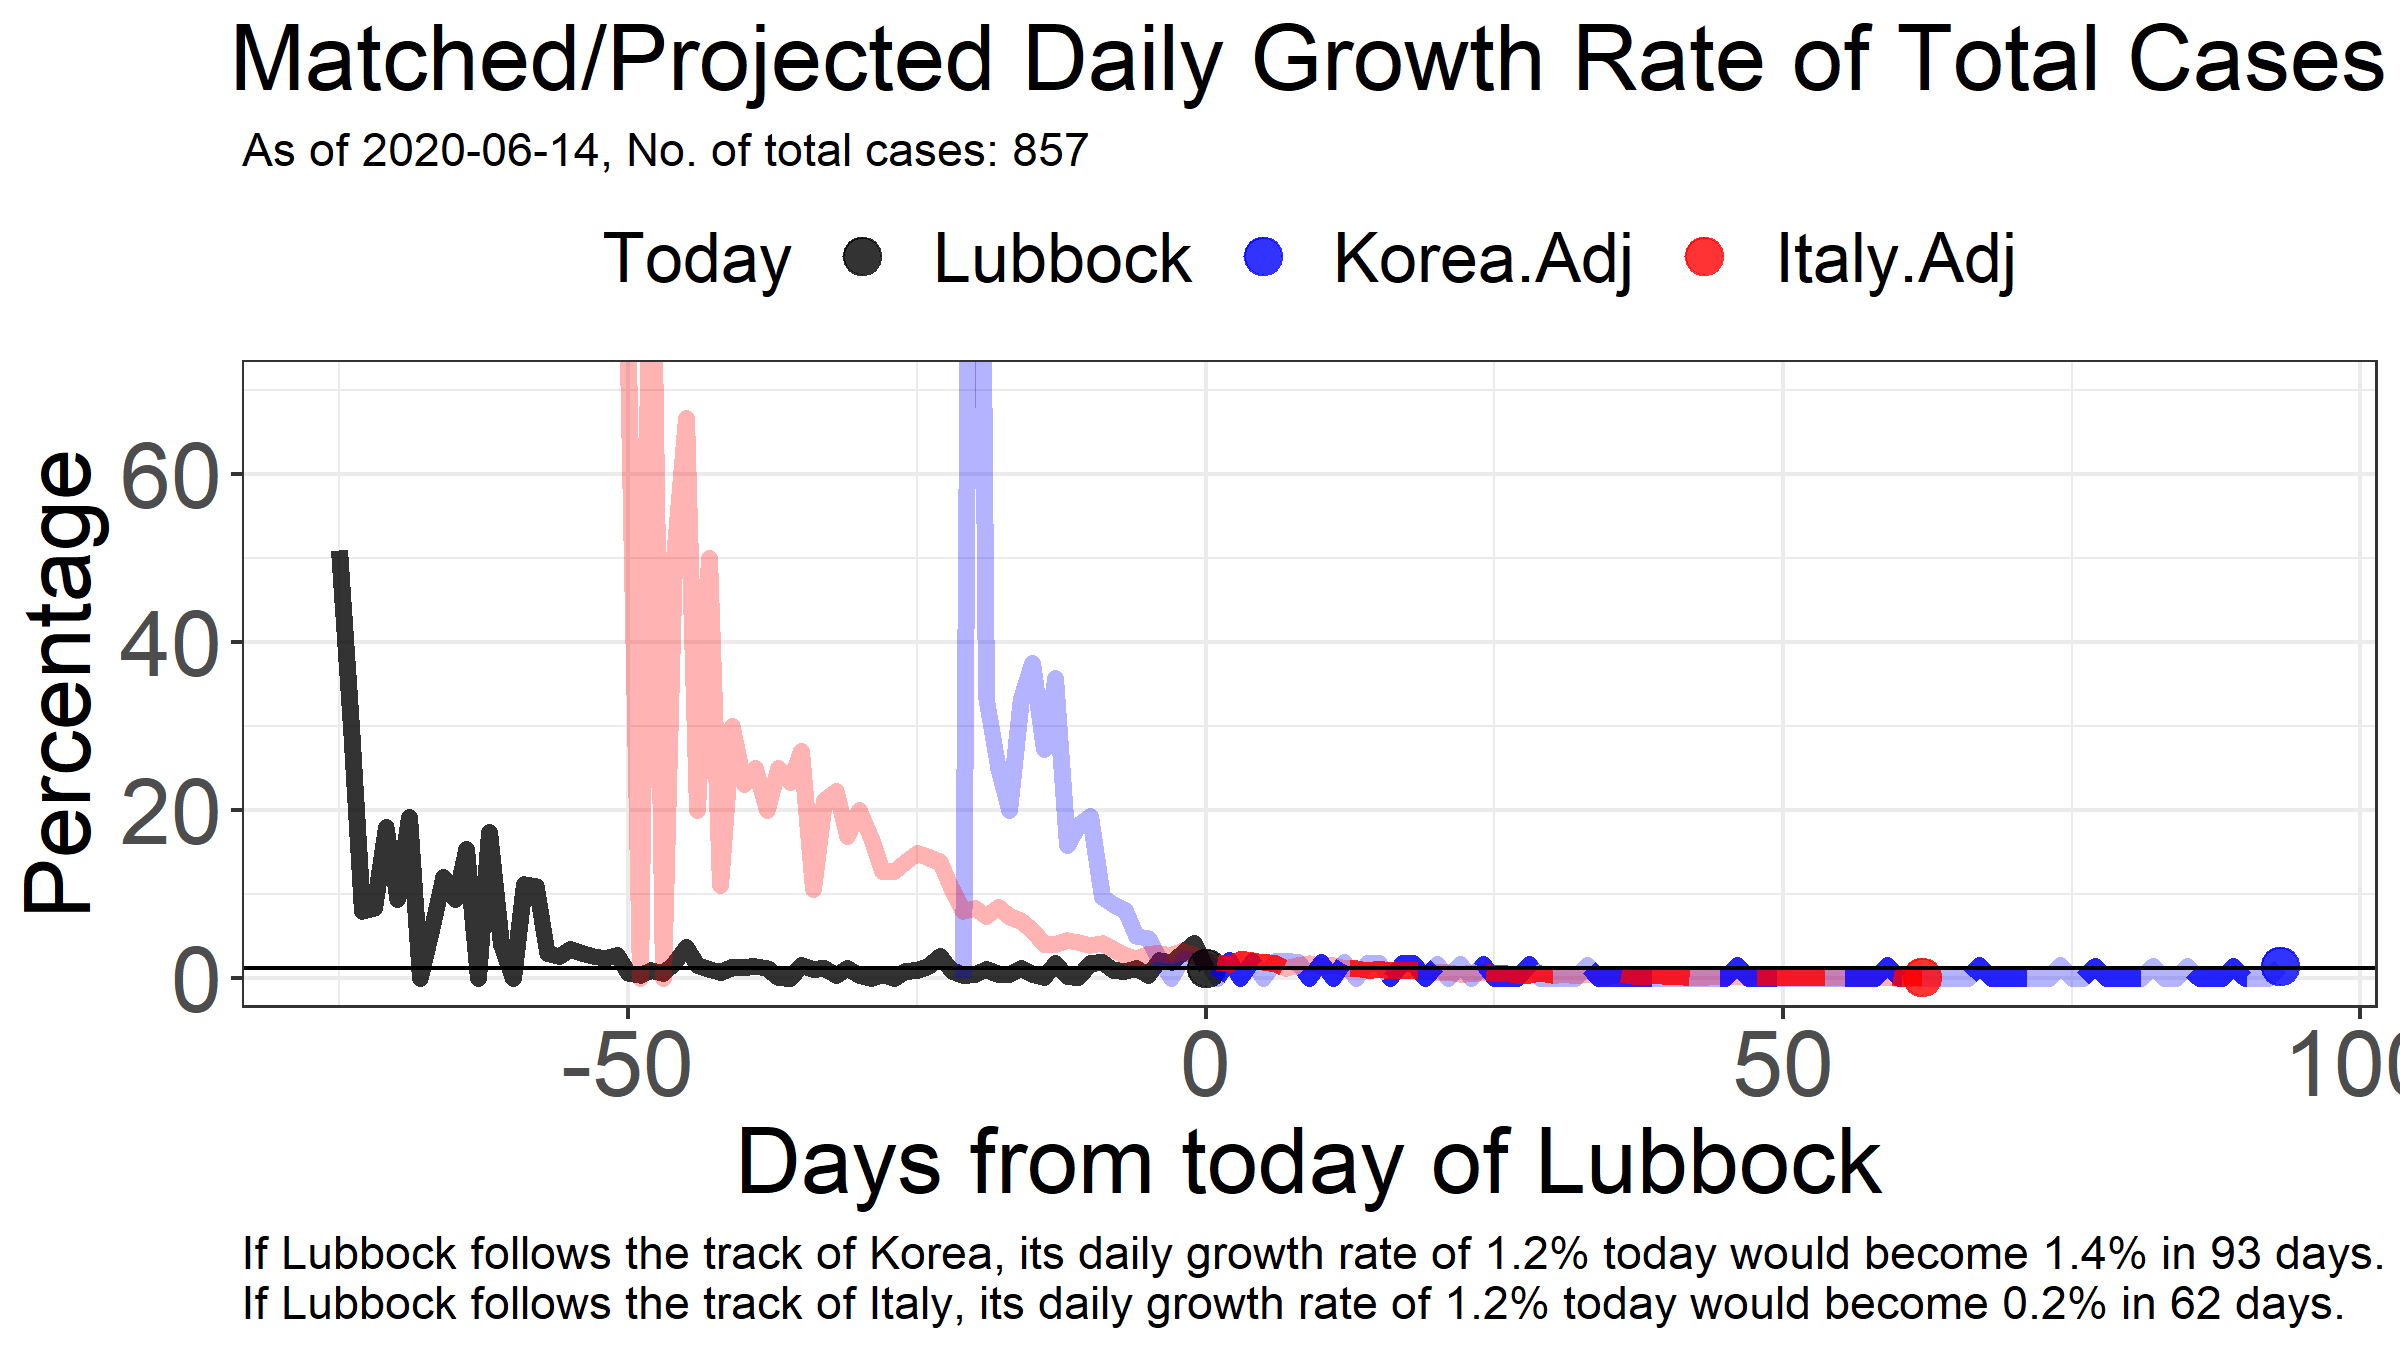 Matched/Projected Daily Growth Rate of Total Cases
As of 2020-06-14, No. of total cases: 857
Today Lubbock Korea.Adj Italy.Adj
Percentage
60
40
20
0
-50 0 50 100
Days from today of Lubbock
If Lubbock follows the track of Korea, its daily growth rate of 1.2% today would become 1.4% in 93 days.
If Lubbock follows the track of Italy, its daily growth rate of 1.2% today would become 0.2% in 62 days.